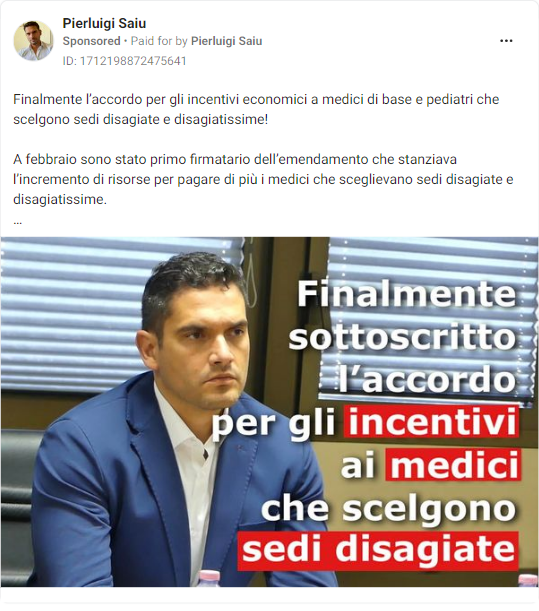 Pierluigi Saiu
Sponsored • Paid for by Pierluigi Saiu
ID: 1712198872475641
Finalmente l'accordo per gli incentivi economici a medici di base e pediatri che
scelgono sedi disagiate e disagiatissime!
A febbraio sono stato primo firmatario dell'emendamento che stanziava
l'incremento di risorse per pagare di più i medici che sceglievano sedi disagiate e
disagiatissime.
...
Finalmente
sottoscritto
l'accordo
per gli incentivi
ai medici
che scelgono
sedi disagiate